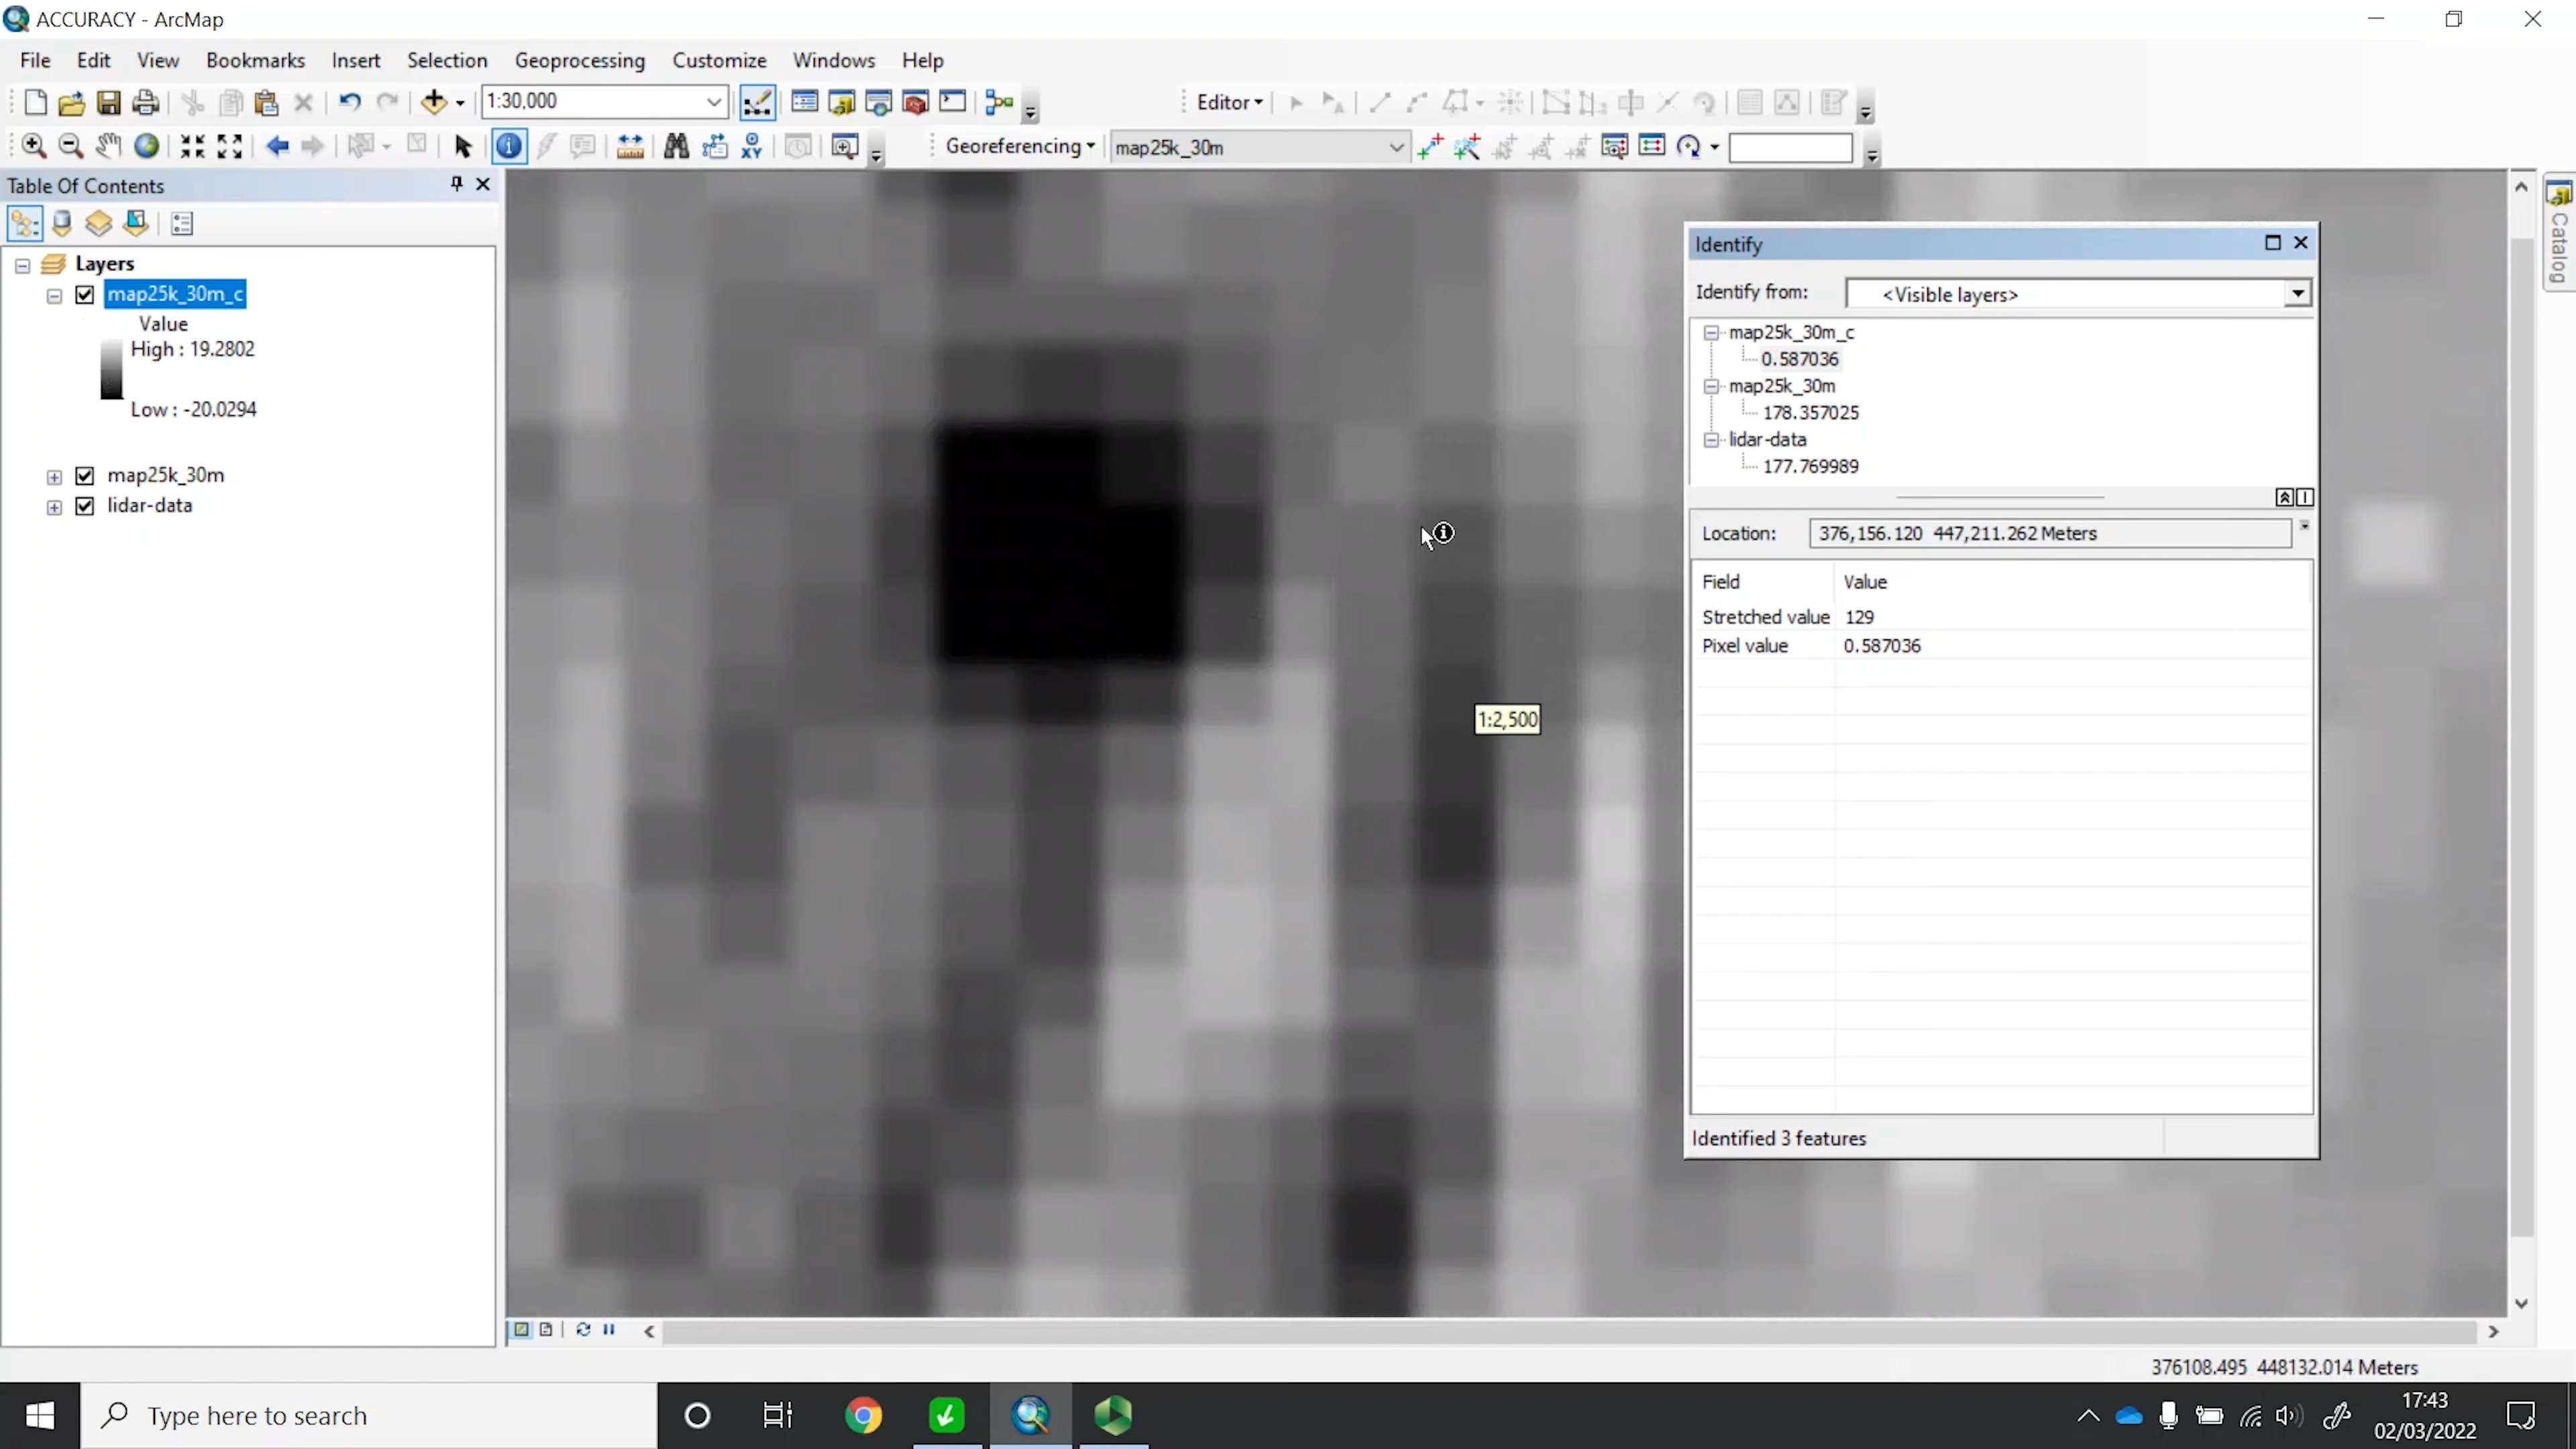 ACCURACY - ArcMap
File Edit View Bookmarks Insert Selection Geoprocessing Customize Windows Help
1:30,000 Editor
Georeferencing map25k_30m
Table Of Contents
Layers
map25k_30m_c
Value
High : 19.2802
Low : -20.0294
map25k_30m
lidar-data
1:2,500
Identify
Identify from: <Visible layers>
map25k_30m_c
0.587036
map25k_30m
178.357025
lidar-data
177.769989
Location: 376,156.120 447,211.262 Meters
Field Value
Stretched value 129
Pixel value 0.587036
Identified 3 features
Catalog
376108.495 448132.014 Meters
Type here to search
17:43
02/03/2022